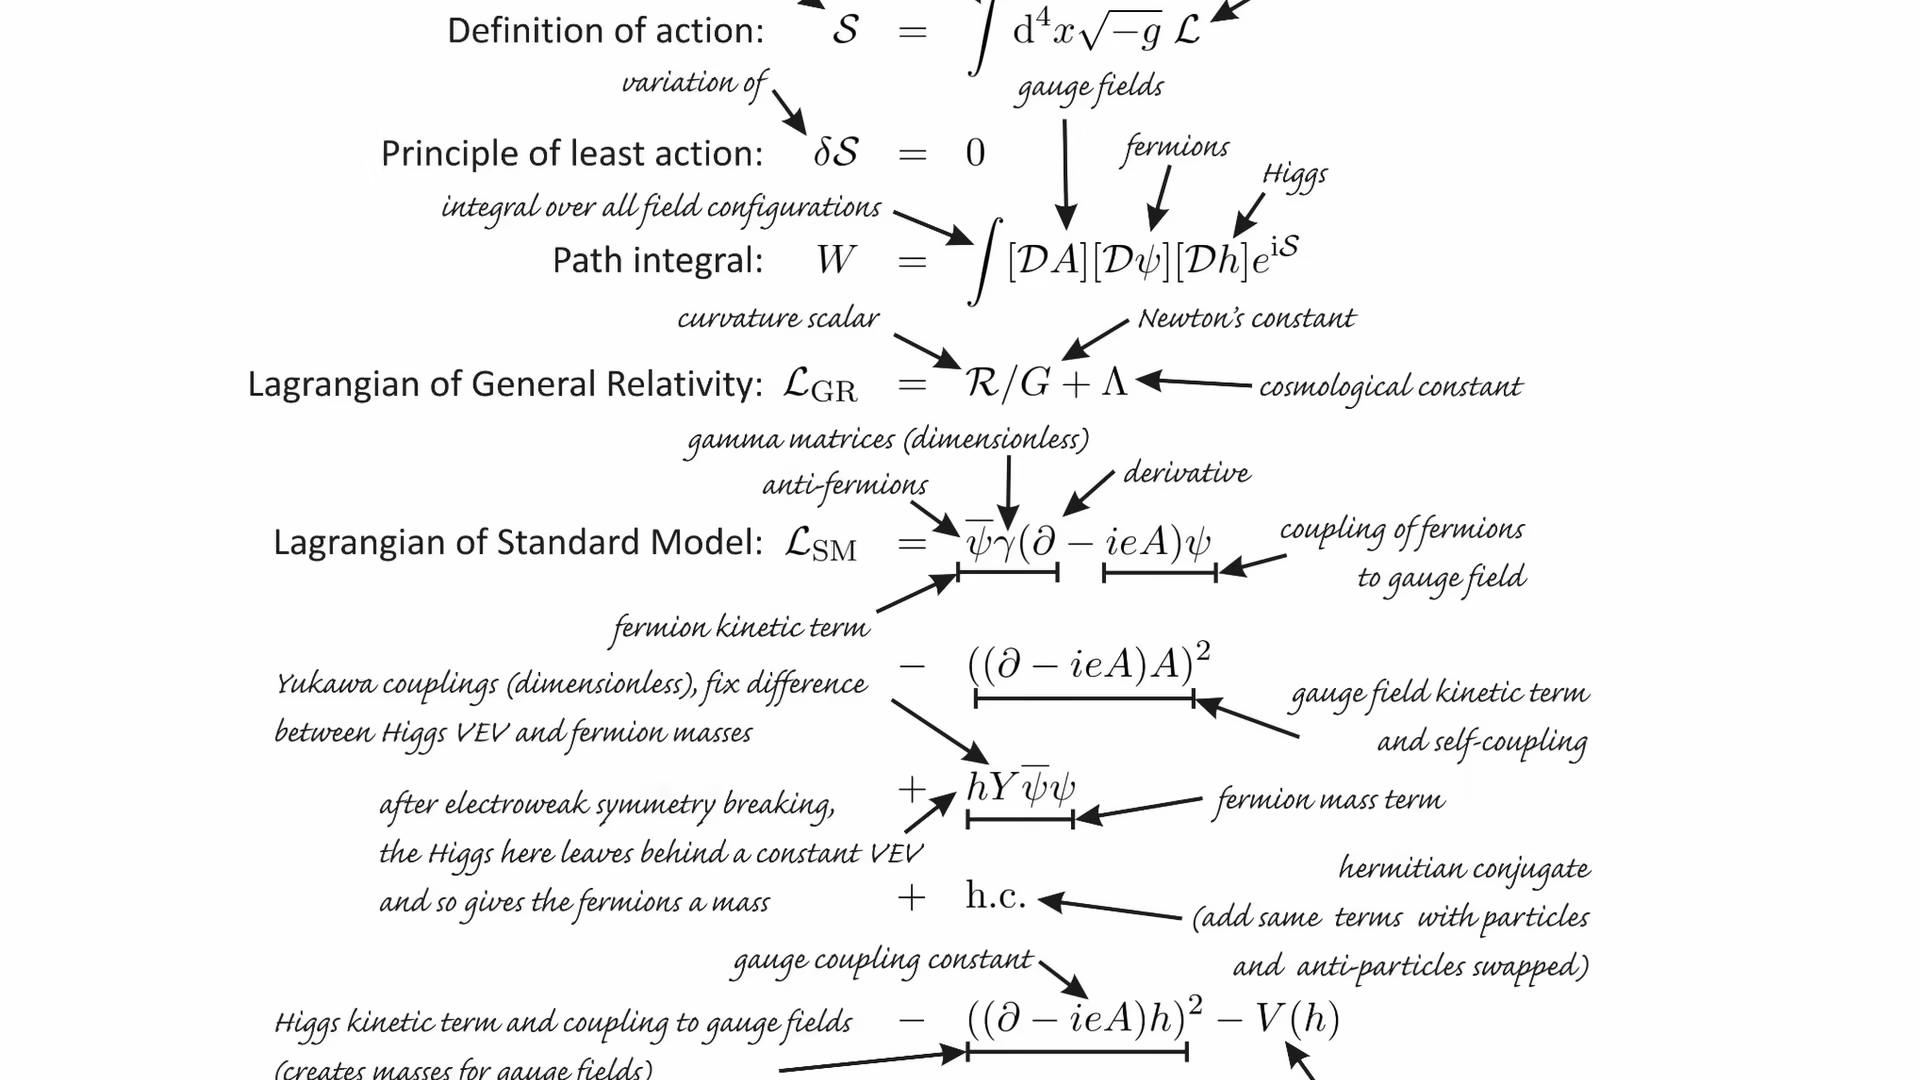 Definition of action: 𝒮 = ∫ d⁴x√−g ℒ
variation of
gauge fields
Principle of least action: δ𝒮 = 0
fermions
Higgs
integral over all field configurations
Path integral: W = ∫ [𝒟A][𝒟ψ][𝒟h]e^{i𝒮}
curvature scalar
Newton's constant
Lagrangian of General Relativity: ℒ_GR = ℛ/G + Λ
cosmological constant
gamma matrices (dimensionless)
anti-fermions
derivative
Lagrangian of Standard Model: ℒ_SM = ψ̅γ(∂ − ieA)ψ
coupling of fermions
to gauge field
fermion kinetic term
− ((∂ − ieA)A)²
Yukawa couplings (dimensionless), fix difference
between Higgs VEV and fermion masses
gauge field kinetic term
and self-coupling
+ hYψ̅ψ
fermion mass term
after electroweak symmetry breaking,
the Higgs here leaves behind a constant VEV
and so gives the fermions a mass
+ h.c.
hermitian conjugate
(add same terms with particles
and anti-particles swapped)
gauge coupling constant
− ((∂ − ieA)h)² − V(h)
Higgs kinetic term and coupling to gauge fields
(creates masses for gauge fields)